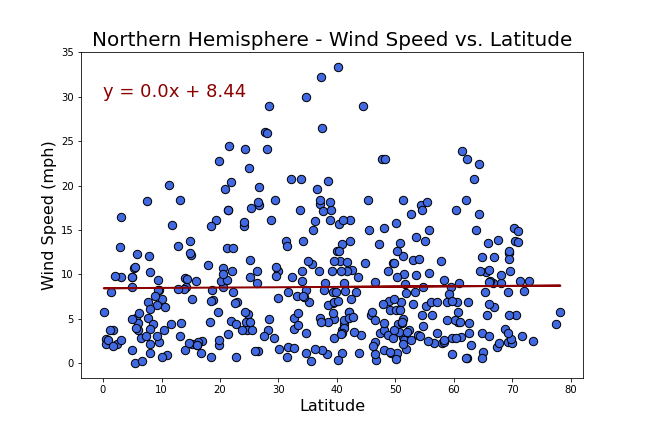 Northern Hemisphere - Wind Speed vs. Latitude
35
30
25
20
15
10
5
0
y = 0.0x + 8.44
Wind Speed (mph)
0 10 20 30 40 50 60 70 80
Latitude